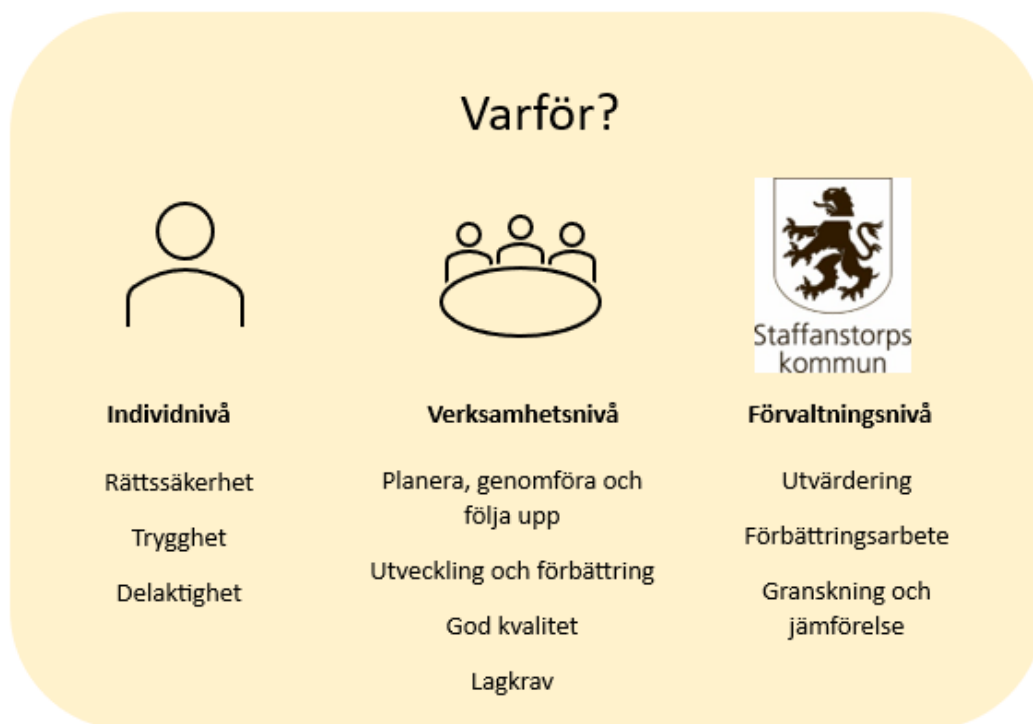 Varför?
Staffanstorps
kommun
Individnivå
Rättssäkerhet
Trygghet
Delaktighet
Verksamhetsnivå
Planera, genomföra och
följa upp
Utveckling och förbättring
God kvalitet
Lagkrav
Förvaltningsnivå
Utvärdering
Förbättringsarbete
Granskning och
jämförelse